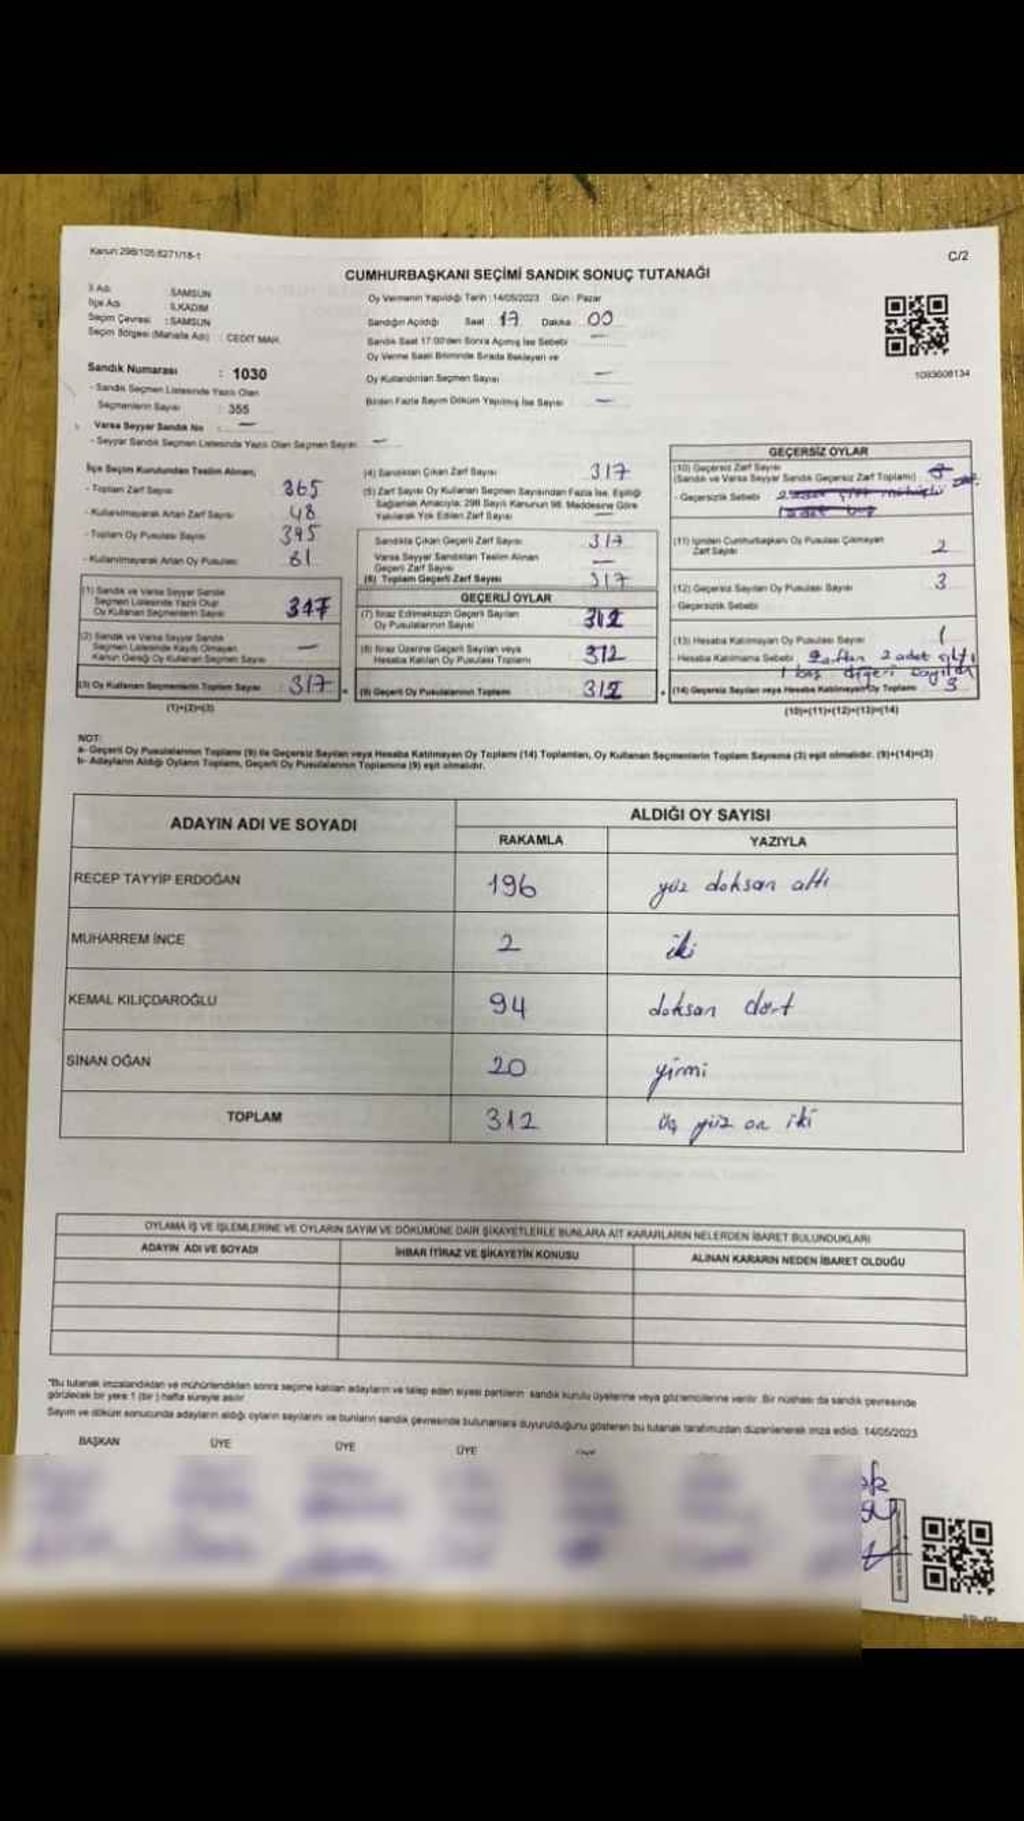 Kanun 298/105 6271/18-1
C/2
CUMHURBAŞKANI SEÇİMİ SANDIK SONUÇ TUTANAĞI
İl Adı : SAMSUN
İlçe Adı : İLKADIM
Seçim Çevresi : SAMSUN
Seçim Bölgesi (Mahalle Adı) : CEDİT MAH.
Sandık Numarası : 1030
- Sandık Seçmen Listesinde Yazılı Olan
Seçmenlerin Sayısı : 355
Varsa Seyyar Sandık No : —
- Seyyar Sandık Seçmen Listesinde Yazılı Olan Seçmen Sayısı —
Oy Vermenin Yapıldığı Tarih : 14/05/2023 Gün : Pazar
Sandığın Açıldığı Saat 17 Dakika 00
Sandık Saat 17:00'den Sonra Açılmış İse Sebebi —
Oy Verme Saati Bitiminde Sırada Bekleyen ve
Oy Kullandırılan Seçmen Sayısı —
Birden Fazla Sayım Döküm Yapılmış İse Sayısı —
1093608134
İlçe Seçim Kurulundan Teslim Alınan;
- Toplam Zarf Sayısı 365
- Kullanılmayarak Artan Zarf Sayısı 48
- Toplam Oy Pusulası Sayısı 395
- Kullanılmayarak Artan Oy Pusulası 81
(1) Sandık ve Varsa Seyyar Sandık
Seçmen Listesinde Yazılı Olup
Oy Kullanan Seçmenlerin Sayısı 317
(2) Sandık ve Varsa Seyyar Sandık
Seçmen Listesinde Kayıtlı Olmayan
Kanun Gereği Oy Kullanan Seçmen Sayısı —
(3) Oy Kullanan Seçmenlerin Toplam Sayısı 317
(1)+(2)=(3)
(4) Sandıktan Çıkan Zarf Sayısı 317
(5) Zarf Sayısı Oy Kullanan Seçmen Sayısından Fazla İse, Eşitliği
Sağlamak Amacıyla; 298 Sayılı Kanunun 98. Maddesine Göre
Yakılarak Yok Edilen Zarf Sayısı —
Sandıkta Çıkan Geçerli Zarf Sayısı 317
Varsa Seyyar Sandıktan Teslim Alınan
Geçerli Zarf Sayısı —
(6) Toplam Geçerli Zarf Sayısı 317
GEÇERLİ OYLAR
(7) İtiraz Edilmeksizin Geçerli Sayılan
Oy Pusulalarının Sayısı 312
(8) İtiraz Üzerine Geçerli Sayılan veya
Hesaba Katılan Oy Pusulası Toplamı 312
(9) Geçerli Oy Pusulalarının Toplamı 312
GEÇERSİZ OYLAR
(10) Geçersiz Zarf Sayısı
(Sandık ve Varsa Seyyar Sandık Geçersiz Zarf Toplamı)
- Geçersizlik Sebebi
(11) İçinden Cumhurbaşkanı Oy Pusulası Çıkmayan
Zarf Sayısı 2
(12) Geçersiz Sayılan Oy Pusulası Sayısı 3
- Geçersizlik Sebebi
(13) Hesaba Katılmayan Oy Pusulası Sayısı 1
- Hesaba Katılmama Sebebi 2 adet çıktı
1 boş diğeri sayıldı
(14) Geçersiz Sayılan veya Hesaba Katılmayan Oy Toplamı 3
(10)+(11)+(12)+(13)=(14)
NOT:
a- Geçerli Oy Pusulalarının Toplamı (9) ile Geçersiz Sayılan veya Hesaba Katılmayan Oy Toplamı (14) Toplamları, Oy Kullanan Seçmenlerin Toplam Sayısına (3) eşit olmalıdır. (9)+(14)=(3)
b- Adayların Aldığı Oyların Toplamı, Geçerli Oy Pusulalarının Toplamına (9) eşit olmalıdır.
ADAYIN ADI VE SOYADI
ALDIĞI OY SAYISI
RAKAMLA YAZIYLA
RECEP TAYYİP ERDOĞAN 196 yüz doksan altı
MUHARREM İNCE 2 iki
KEMAL KILIÇDAROĞLU 94 doksan dört
SİNAN OĞAN 20 yirmi
TOPLAM 312 üç yüz on iki
OYLAMA İŞ VE İŞLEMLERİNE VE OYLARIN SAYIM VE DÖKÜMÜNE DAİR ŞİKAYETLERLE BUNLARA AİT KARARLARIN NELERDEN İBARET BULUNDUKLARI
ADAYIN ADI VE SOYADI İHBAR İTİRAZ VE ŞİKAYETİN KONUSU ALINAN KARARIN NEDEN İBARET OLDUĞU
*Bu tutanak imzalandıktan ve mühürlendikten sonra seçime katılan adayların ve talep eden siyasi partilerin sandık kurulu üyelerine veya gözlemcilerine verilir. Bir nüshası da sandık çevresinde
görülecek bir yere 1 (bir) hafta süreyle asılır
Sayım ve döküm sonucunda adayların aldığı oyların sayılarını ve bunların sandık çevresinde bulunanlara duyurulduğunu gösteren bu tutanak tarafımızdan düzenlenerek imza edildi. 14/05/2023
BAŞKAN ÜYE ÜYE ÜYE